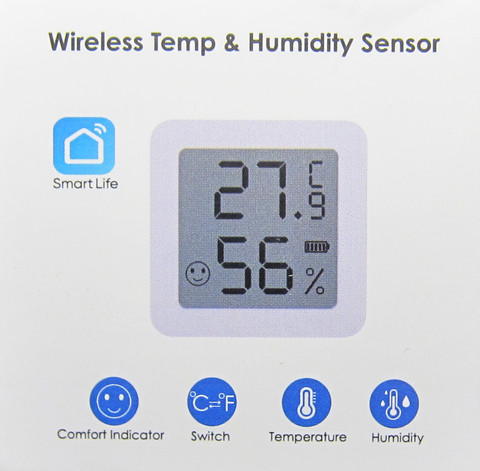 Wireless Temp & Humidity Sensor
Smart Life
27.9 C
56 %
°C⇌°F
Comfort Indicator
Switch
Temperature
Humidity